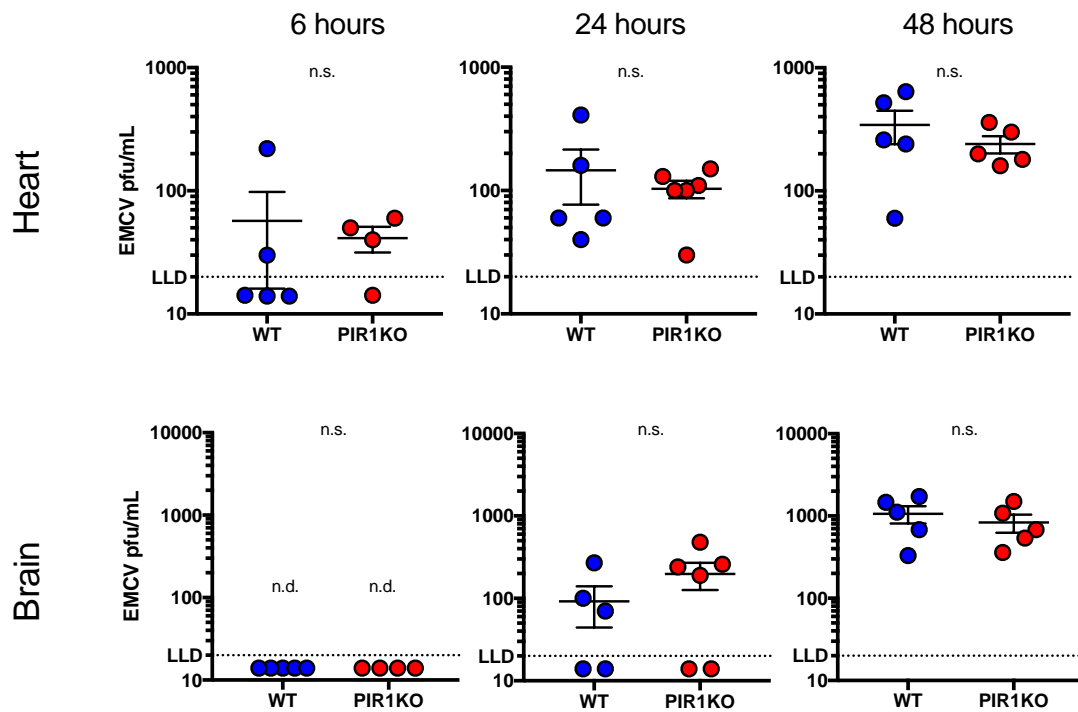 6 hours 24 hours 48 hours
Heart
EMCV pfu/mL
n.s.
1000
100
LLD
10
WT PIR1KO
n.s.
1000
100
LLD
10
WT PIR1KO
n.s.
1000
100
LLD
10
WT PIR1KO
Brain
EMCV pfu/mL
n.s.
10000
1000
100
n.d. n.d.
LLD
10
WT PIR1KO
n.s.
10000
1000
100
LLD
10
WT PIR1KO
n.s.
10000
1000
100
LLD
10
WT PIR1KO